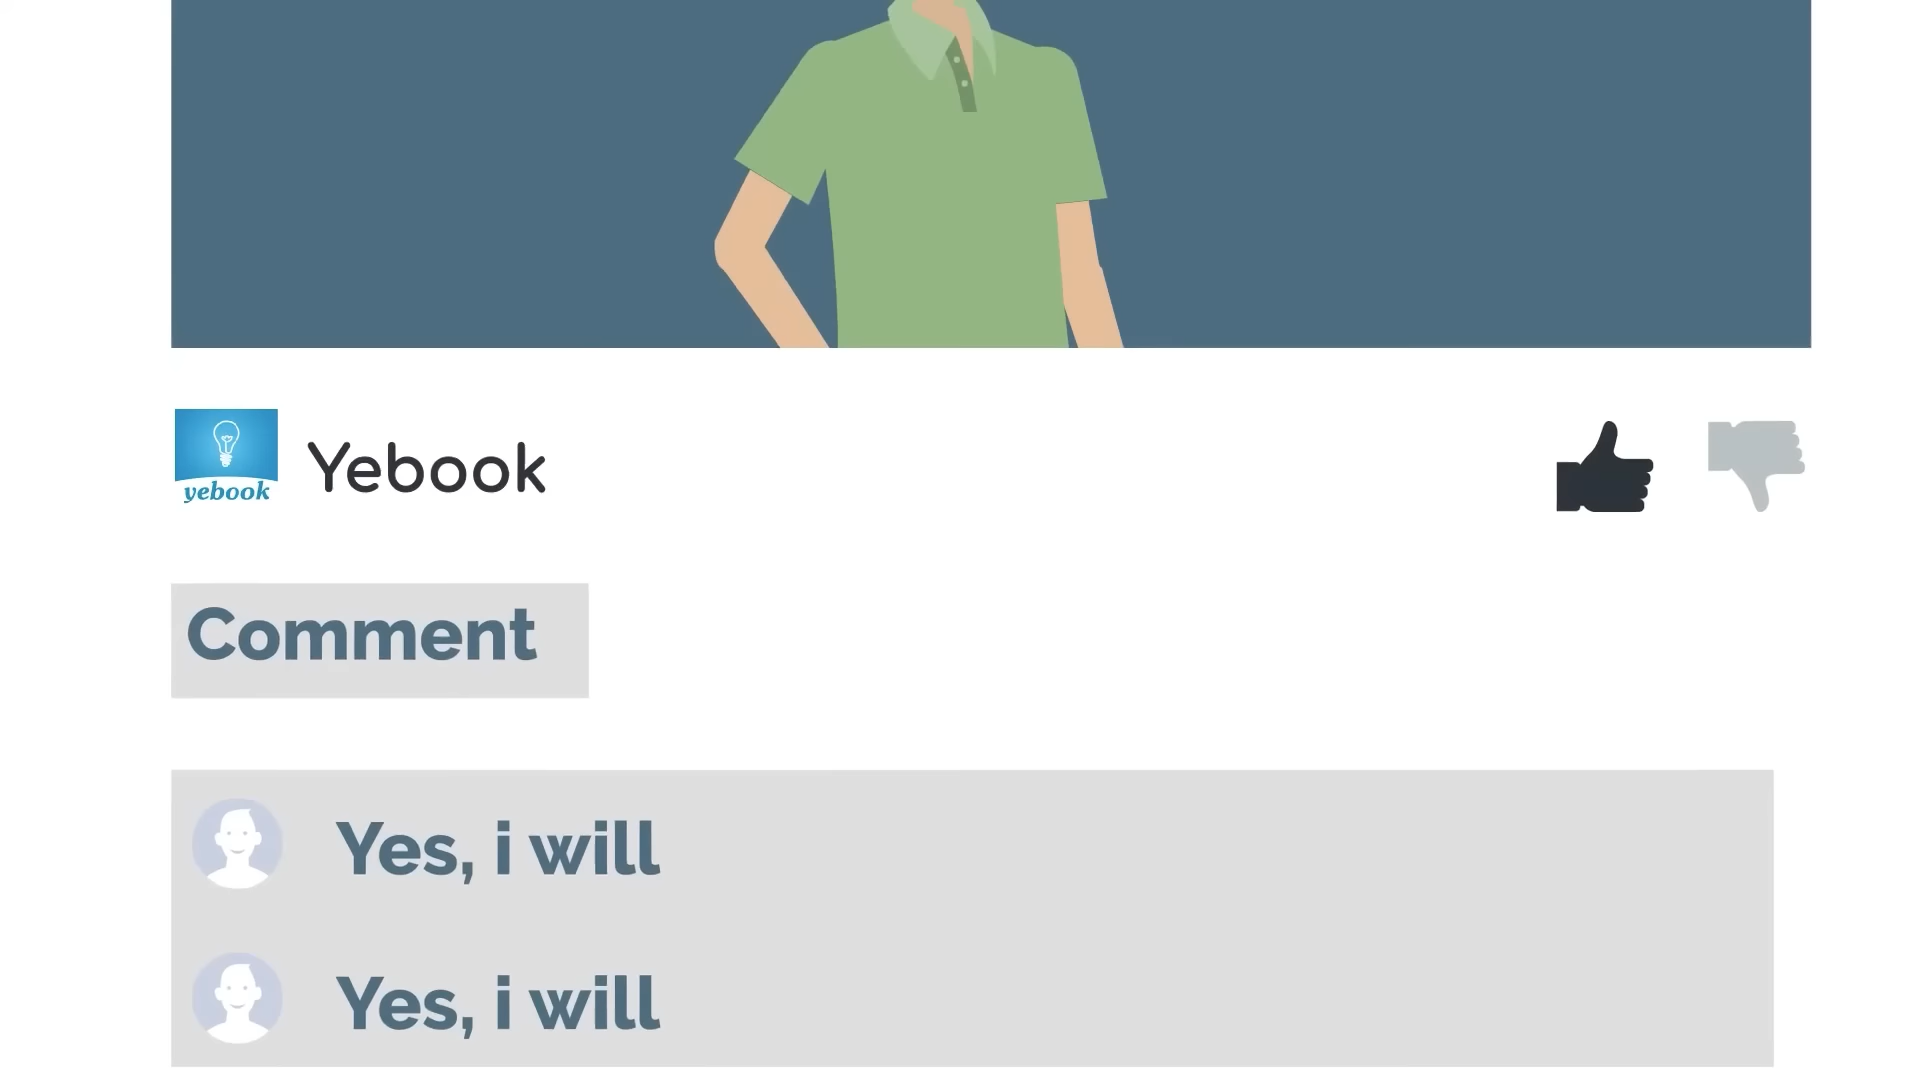 yebook
Yebook
Comment
Yes, i will
Yes, i will